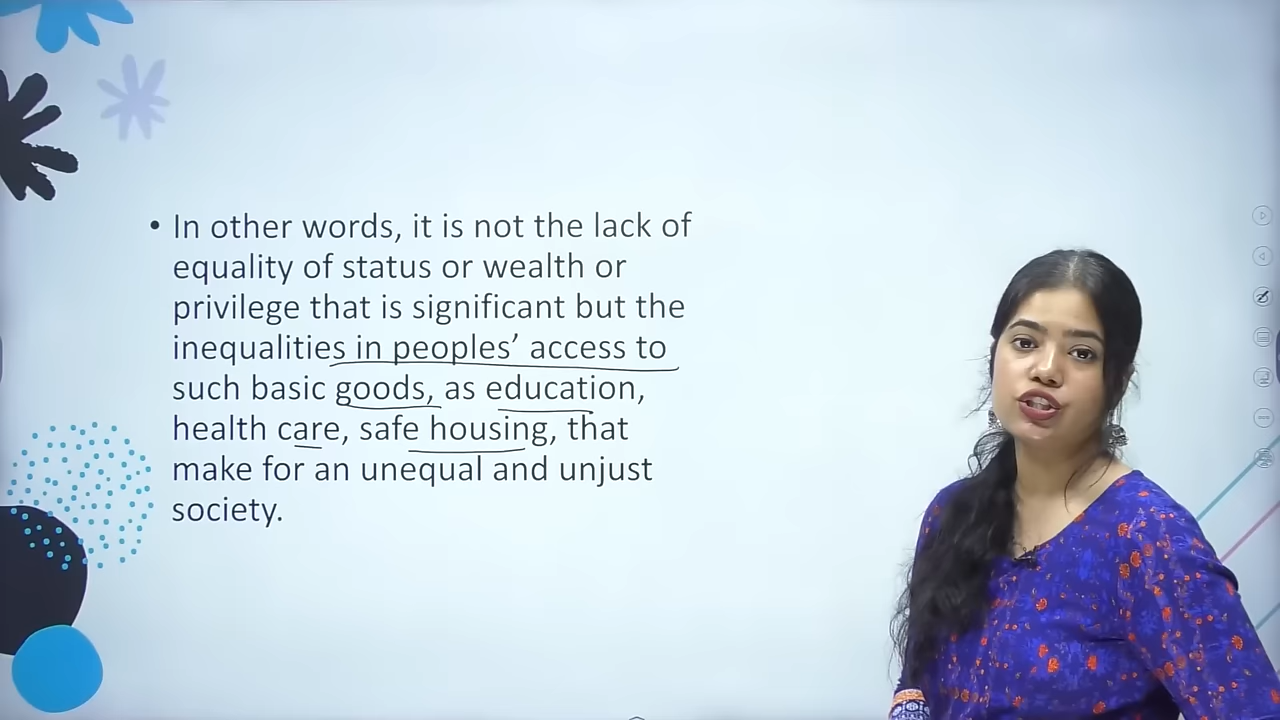 • In other words, it is not the lack of
equality of status or wealth or
privilege that is significant but the
inequalities in peoples’ access to
such basic goods, as education,
health care, safe housing, that
make for an unequal and unjust
society.